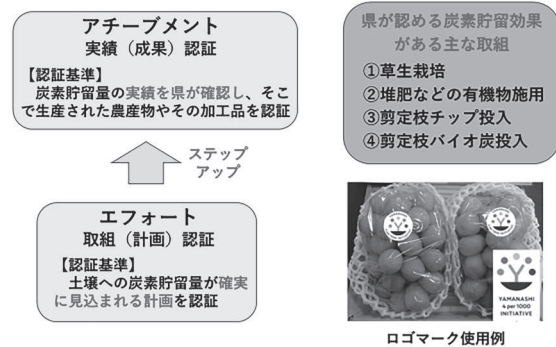 アチーブメント
実績（成果）認証
【認証基準】
炭素貯留量の実績を県が確認し、そこ
で生産された農産物やその加工品を認証
ステップ
アップ
エフォート
取組（計画）認証
【認証基準】
土壌への炭素貯留量が確実
に見込まれる計画を認証
県が認める炭素貯留効果
がある主な取組
①草生栽培
②堆肥などの有機物施用
③剪定枝チップ投入
④剪定枝バイオ炭投入
YAMANASHI
4 per 1000
INITIATIVE
ロゴマーク使用例